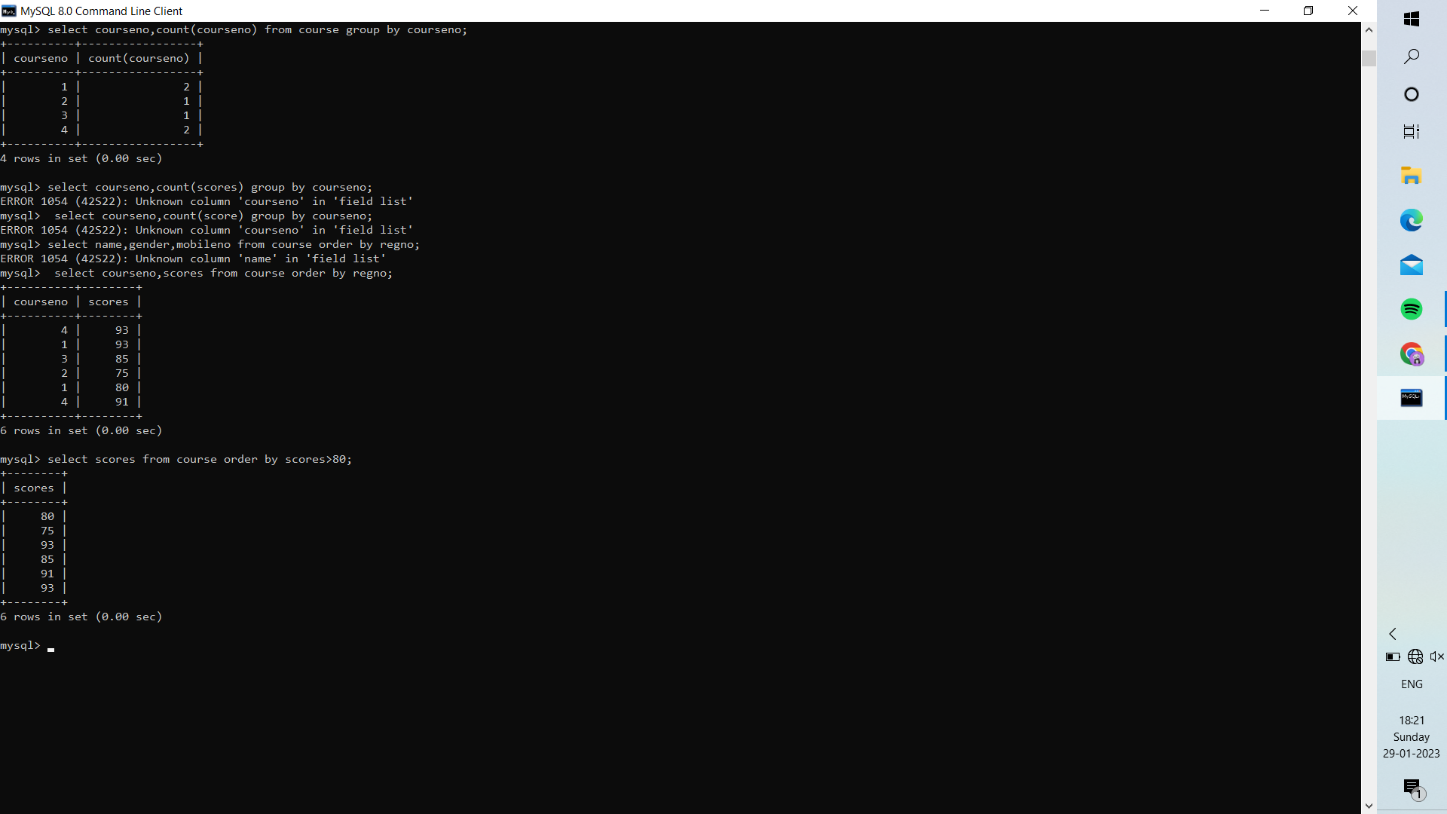 MySQL 8.0 Command Line Client
mysql> select courseno,count(courseno) from course group by courseno;
+----------+-----------------+
| courseno | count(courseno) |
+----------+-----------------+
|        1 |               2 |
|        2 |               1 |
|        3 |               1 |
|        4 |               2 |
+----------+-----------------+
4 rows in set (0.00 sec)
mysql> select courseno,count(scores) group by courseno;
ERROR 1054 (42S22): Unknown column 'courseno' in 'field list'
mysql>  select courseno,count(score) group by courseno;
ERROR 1054 (42S22): Unknown column 'courseno' in 'field list'
mysql> select name,gender,mobileno from course order by regno;
ERROR 1054 (42S22): Unknown column 'name' in 'field list'
mysql>  select courseno,scores from course order by regno;
+----------+--------+
| courseno | scores |
+----------+--------+
|        4 |     93 |
|        1 |     93 |
|        3 |     85 |
|        2 |     75 |
|        1 |     80 |
|        4 |     91 |
+----------+--------+
6 rows in set (0.00 sec)
mysql> select scores from course order by scores>80;
+--------+
| scores |
+--------+
|     80 |
|     75 |
|     93 |
|     85 |
|     91 |
|     93 |
+--------+
6 rows in set (0.00 sec)
mysql>
MySQL
ENG
18:21
Sunday
29-01-2023
1